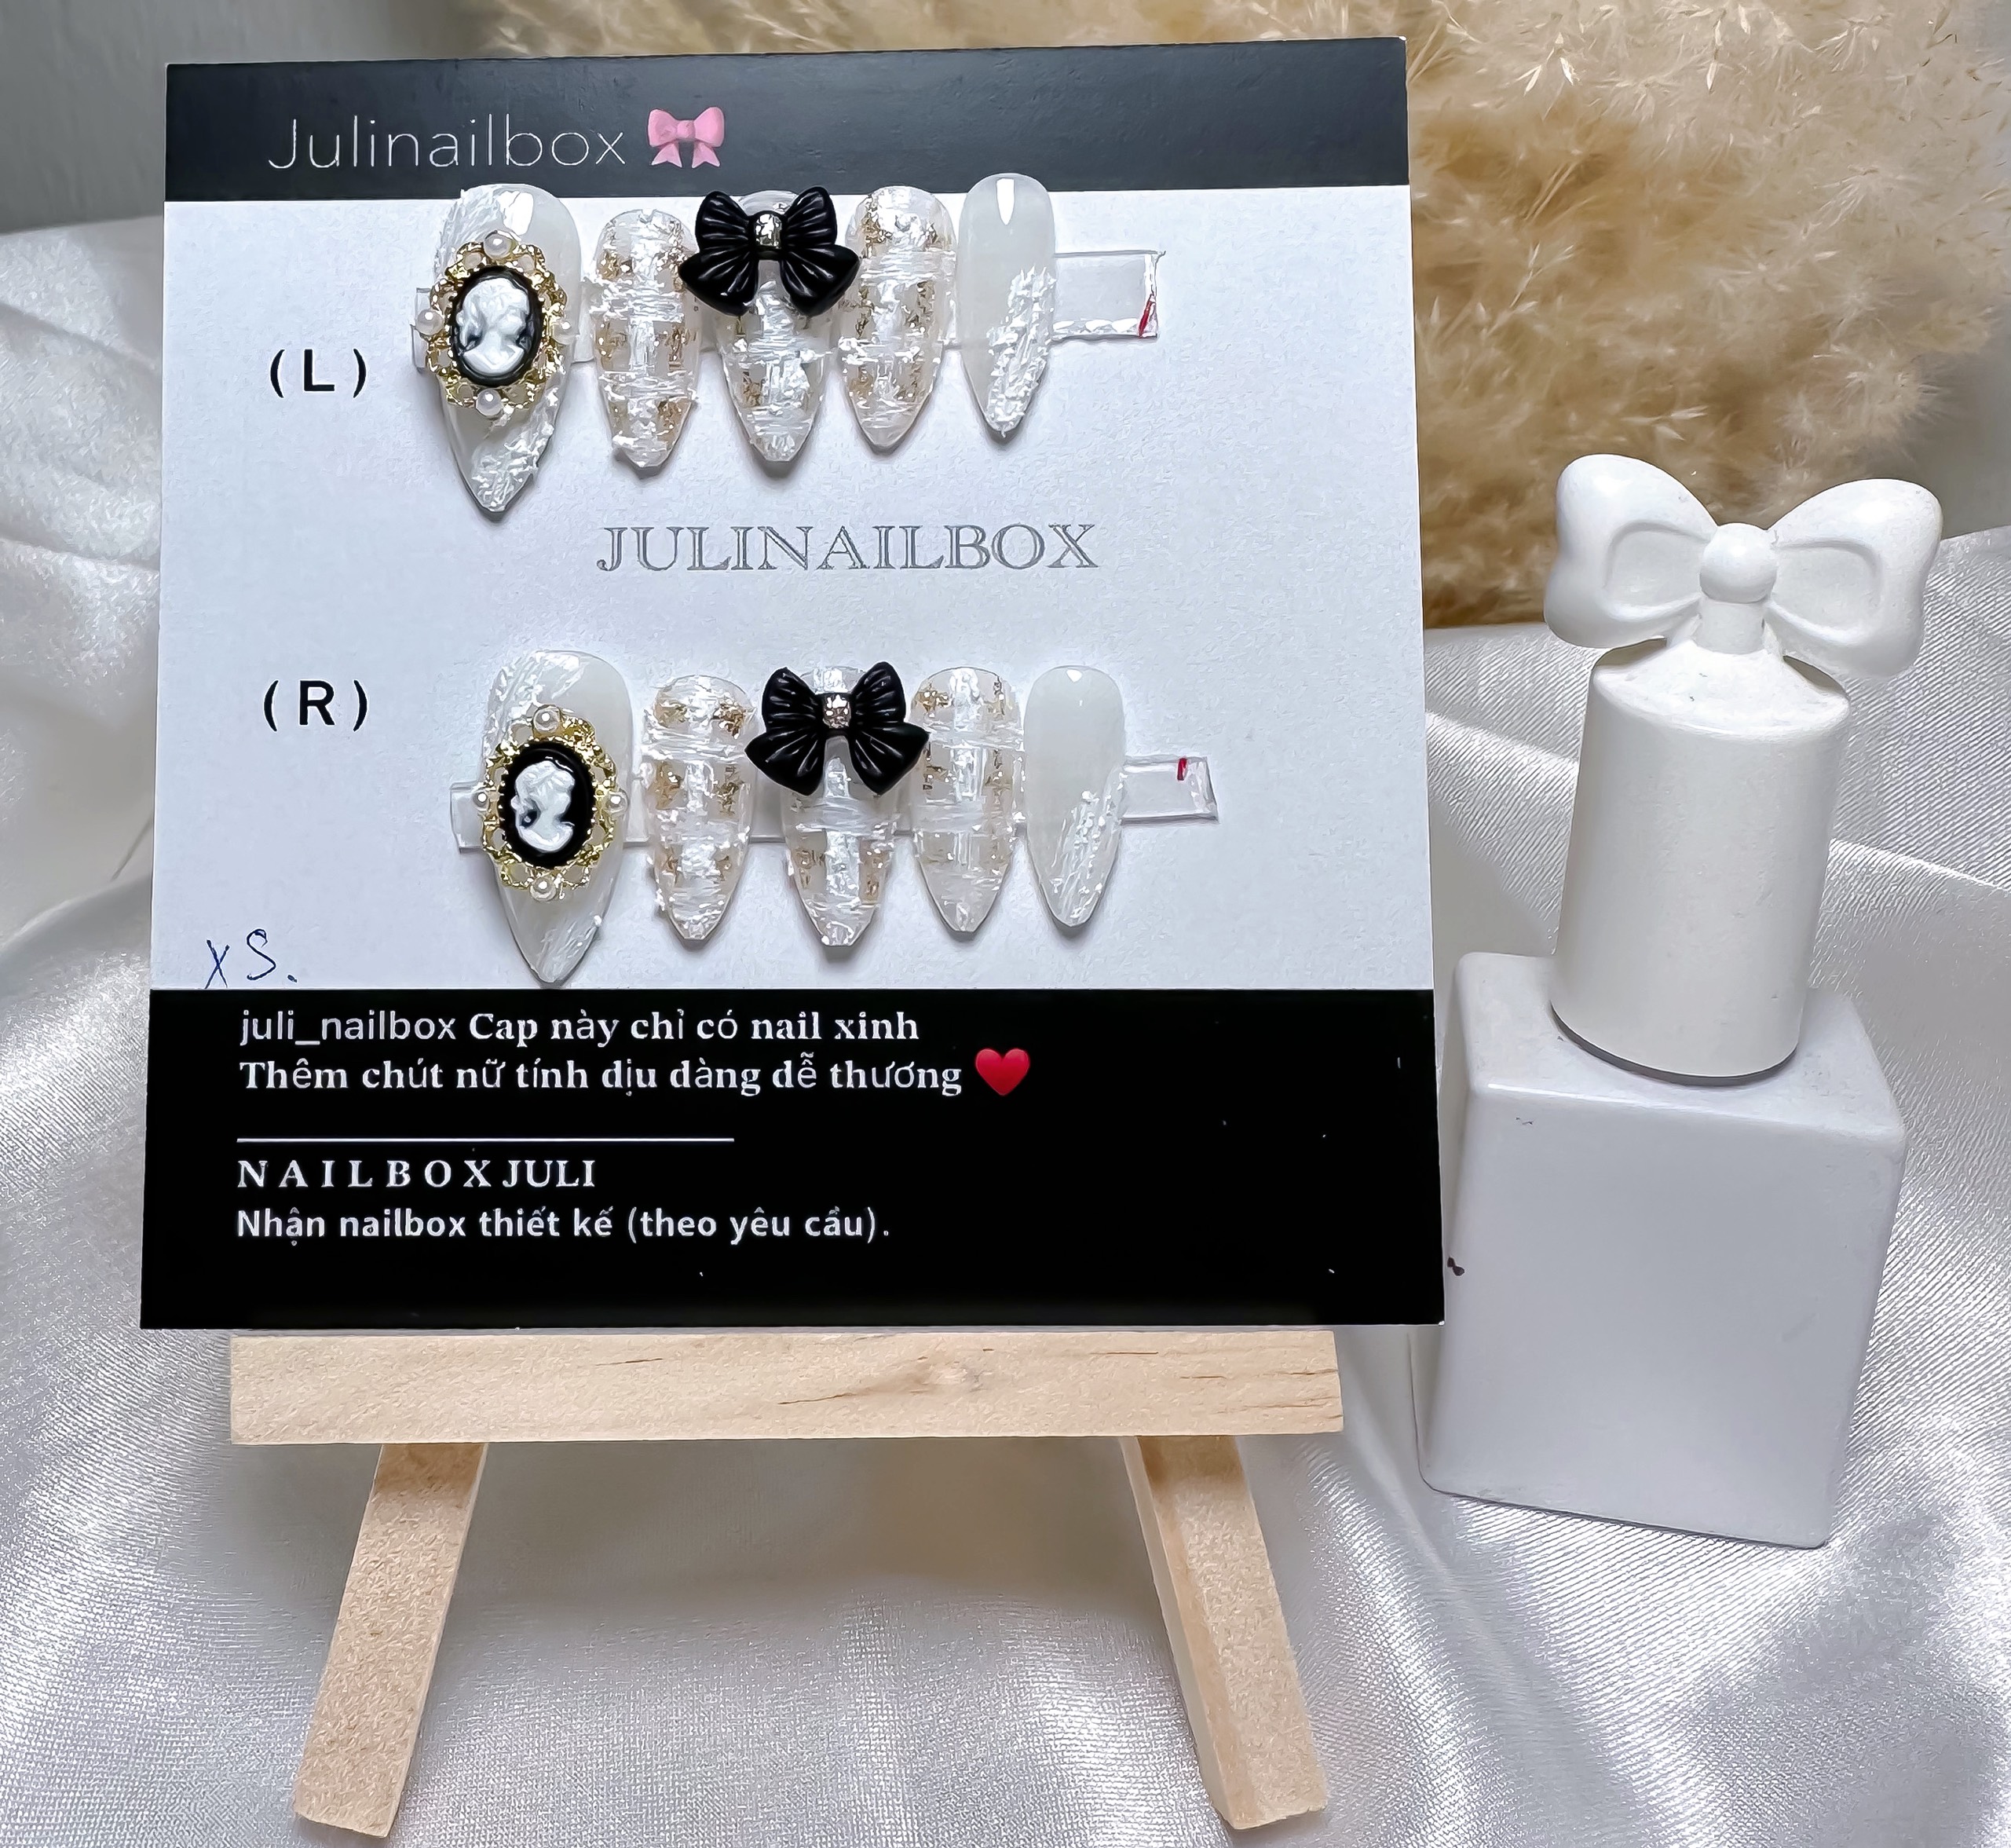 Julinailbox 🎀
(L)
JULINAILBOX
(R)
XS.
juli_nailbox Cap này chỉ có nail xinh
Thêm chút nữ tính dịu dàng dễ thương ❤️
N A I L B O X JULI
Nhận nailbox thiết kế (theo yêu cầu).